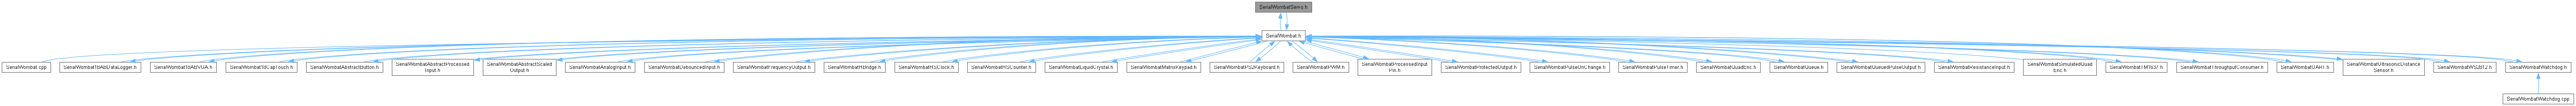 SerialWombatServo.h
SerialWombat.h
SerialWombat.cpp
SerialWombat18ABDataLogger.h
SerialWombat18ABVGA.h
SerialWombat18CapTouch.h
SerialWombatAbstractButton.h
SerialWombatAbstractProcessed
Input.h
SerialWombatAbstractScaled
Output.h
SerialWombatAnalogInput.h
SerialWombatDebouncedInput.h
SerialWombatFrequencyOutput.h
SerialWombatHBridge.h
SerialWombatHSClock.h
SerialWombatHSCounter.h
SerialWombatLiquidCrystal.h
SerialWombatMatrixKeypad.h
SerialWombatPS2Keyboard.h
SerialWombatPWM.h
SerialWombatProcessedInput
Pin.h
SerialWombatProtectedOutput.h
SerialWombatPulseOnChange.h
SerialWombatPulseTimer.h
SerialWombatQuadEnc.h
SerialWombatQueue.h
SerialWombatQueuedPulseOutput.h
SerialWombatResistanceInput.h
SerialWombatSimulatedQuad
Enc.h
SerialWombatTM1637.h
SerialWombatThroughputConsumer.h
SerialWombatUART.h
SerialWombatUltrasonicDistance
Sensor.h
SerialWombatWS2812.h
SerialWombatWatchdog.h
SerialWombatWatchdog.cpp